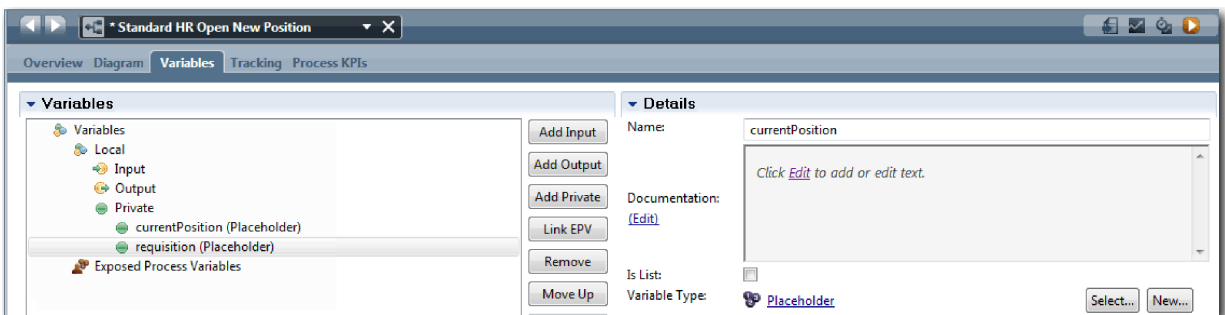 * Standard HR Open New Position
Overview Diagram Variables Tracking Process KPIs
Variables
Variables
Local
Input
Output
Private
currentPosition (Placeholder)
requisition (Placeholder)
Exposed Process Variables
Add Input
Add Output
Add Private
Link EPV
Remove
Move Up
Details
Name: currentPosition
Click Edit to add or edit text.
Documentation:
(Edit)
Is List:
Variable Type: Placeholder Select... New...